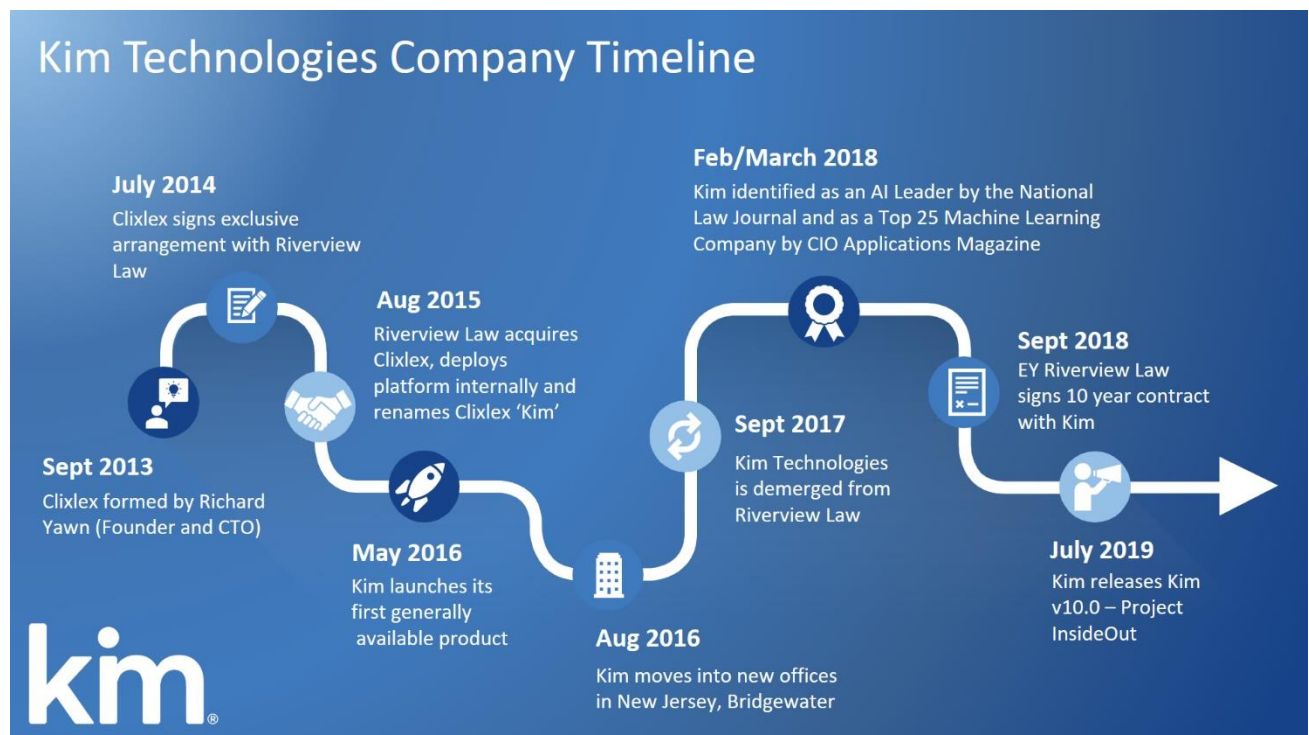 Kim Technologies Company Timeline
July 2014
Clixlex signs exclusive
arrangement with Riverview
Law
Sept 2013
Clixlex formed by Richard
Yawn (Founder and CTO)
Aug 2015
Riverview Law acquires
Clixlex, deploys
platform internally and
renames Clixlex ‘Kim’
May 2016
Kim launches its
first generally
available product
Aug 2016
Kim moves into new offices
in New Jersey, Bridgewater
Sept 2017
Kim Technologies
is demerged from
Riverview Law
Feb/March 2018
Kim identified as an AI Leader by the National
Law Journal and as a Top 25 Machine Learning
Company by CIO Applications Magazine
Sept 2018
EY Riverview Law
signs 10 year contract
with Kim
July 2019
Kim releases Kim
v10.0 – Project
InsideOut
kim®